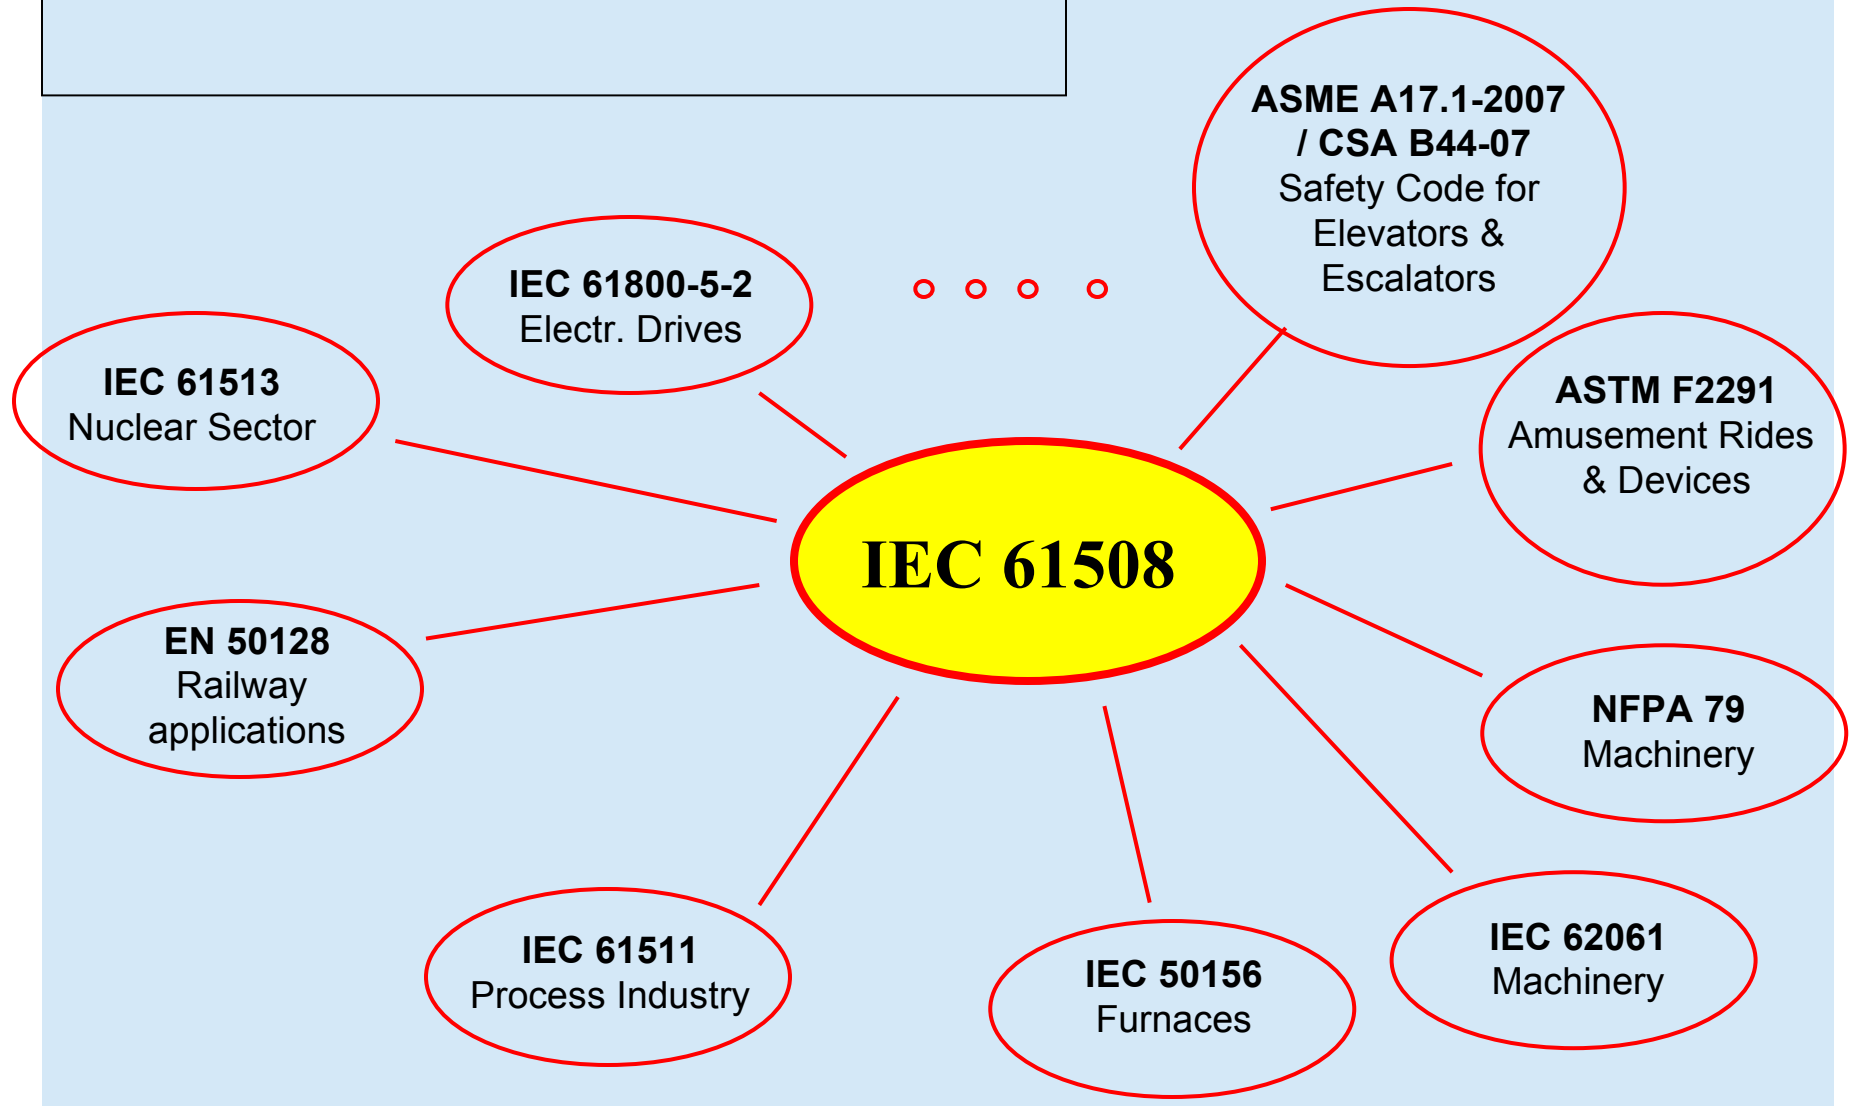 ASME A17.1-2007
/ CSA B44-07
Safety Code for
Elevators &
Escalators
IEC 61800-5-2
Electr. Drives
IEC 61513
Nuclear Sector
ASTM F2291
Amusement Rides
& Devices
IEC 61508
EN 50128
Railway
applications
NFPA 79
Machinery
IEC 61511
Process Industry
IEC 50156
Furnaces
IEC 62061
Machinery